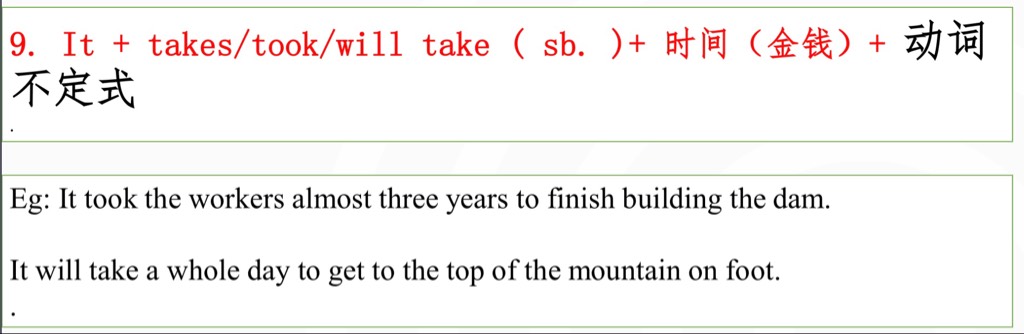 9. It + takes/took/will take ( sb. )+ 时间（金钱）+ 动词
不定式
.
Eg: It took the workers almost three years to finish building the dam.
It will take a whole day to get to the top of the mountain on foot.
.